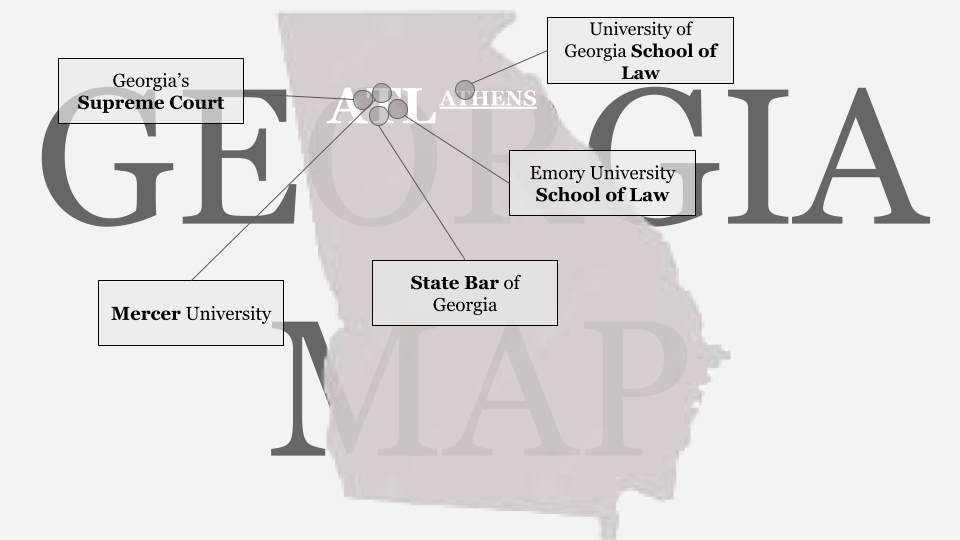 University of
Georgia School of
Law
Georgia’s
Supreme Court
ATL
ATHENS
GEORGIA
Emory University
School of Law
State Bar of
Georgia
Mercer University
MAP